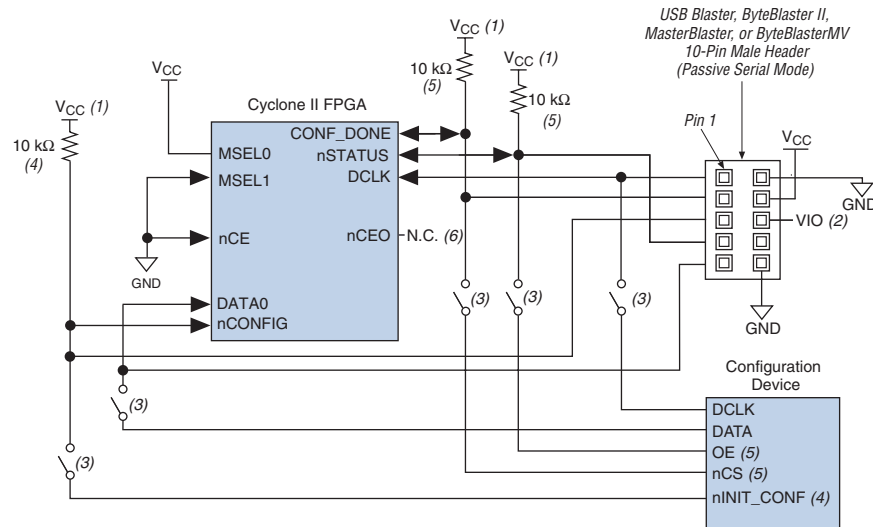 USB Blaster, ByteBlaster II,
MasterBlaster, or ByteBlasterMV
10-Pin Male Header
(Passive Serial Mode)
VCC (1)
VCC (1)
10 kΩ
(5)
10 kΩ
(5)
VCC
VCC (1)
10 kΩ
(4)
Cyclone II FPGA
CONF_DONE
nSTATUS
DCLK
MSEL0
MSEL1
nCE
nCEO
N.C. (6)
GND
DATA0
nCONFIG
Pin 1
VCC
GND
VIO (2)
GND
(3)
(3)
(3)
(3)
(3)
Configuration
Device
DCLK
DATA
OE (5)
nCS (5)
nINIT_CONF (4)